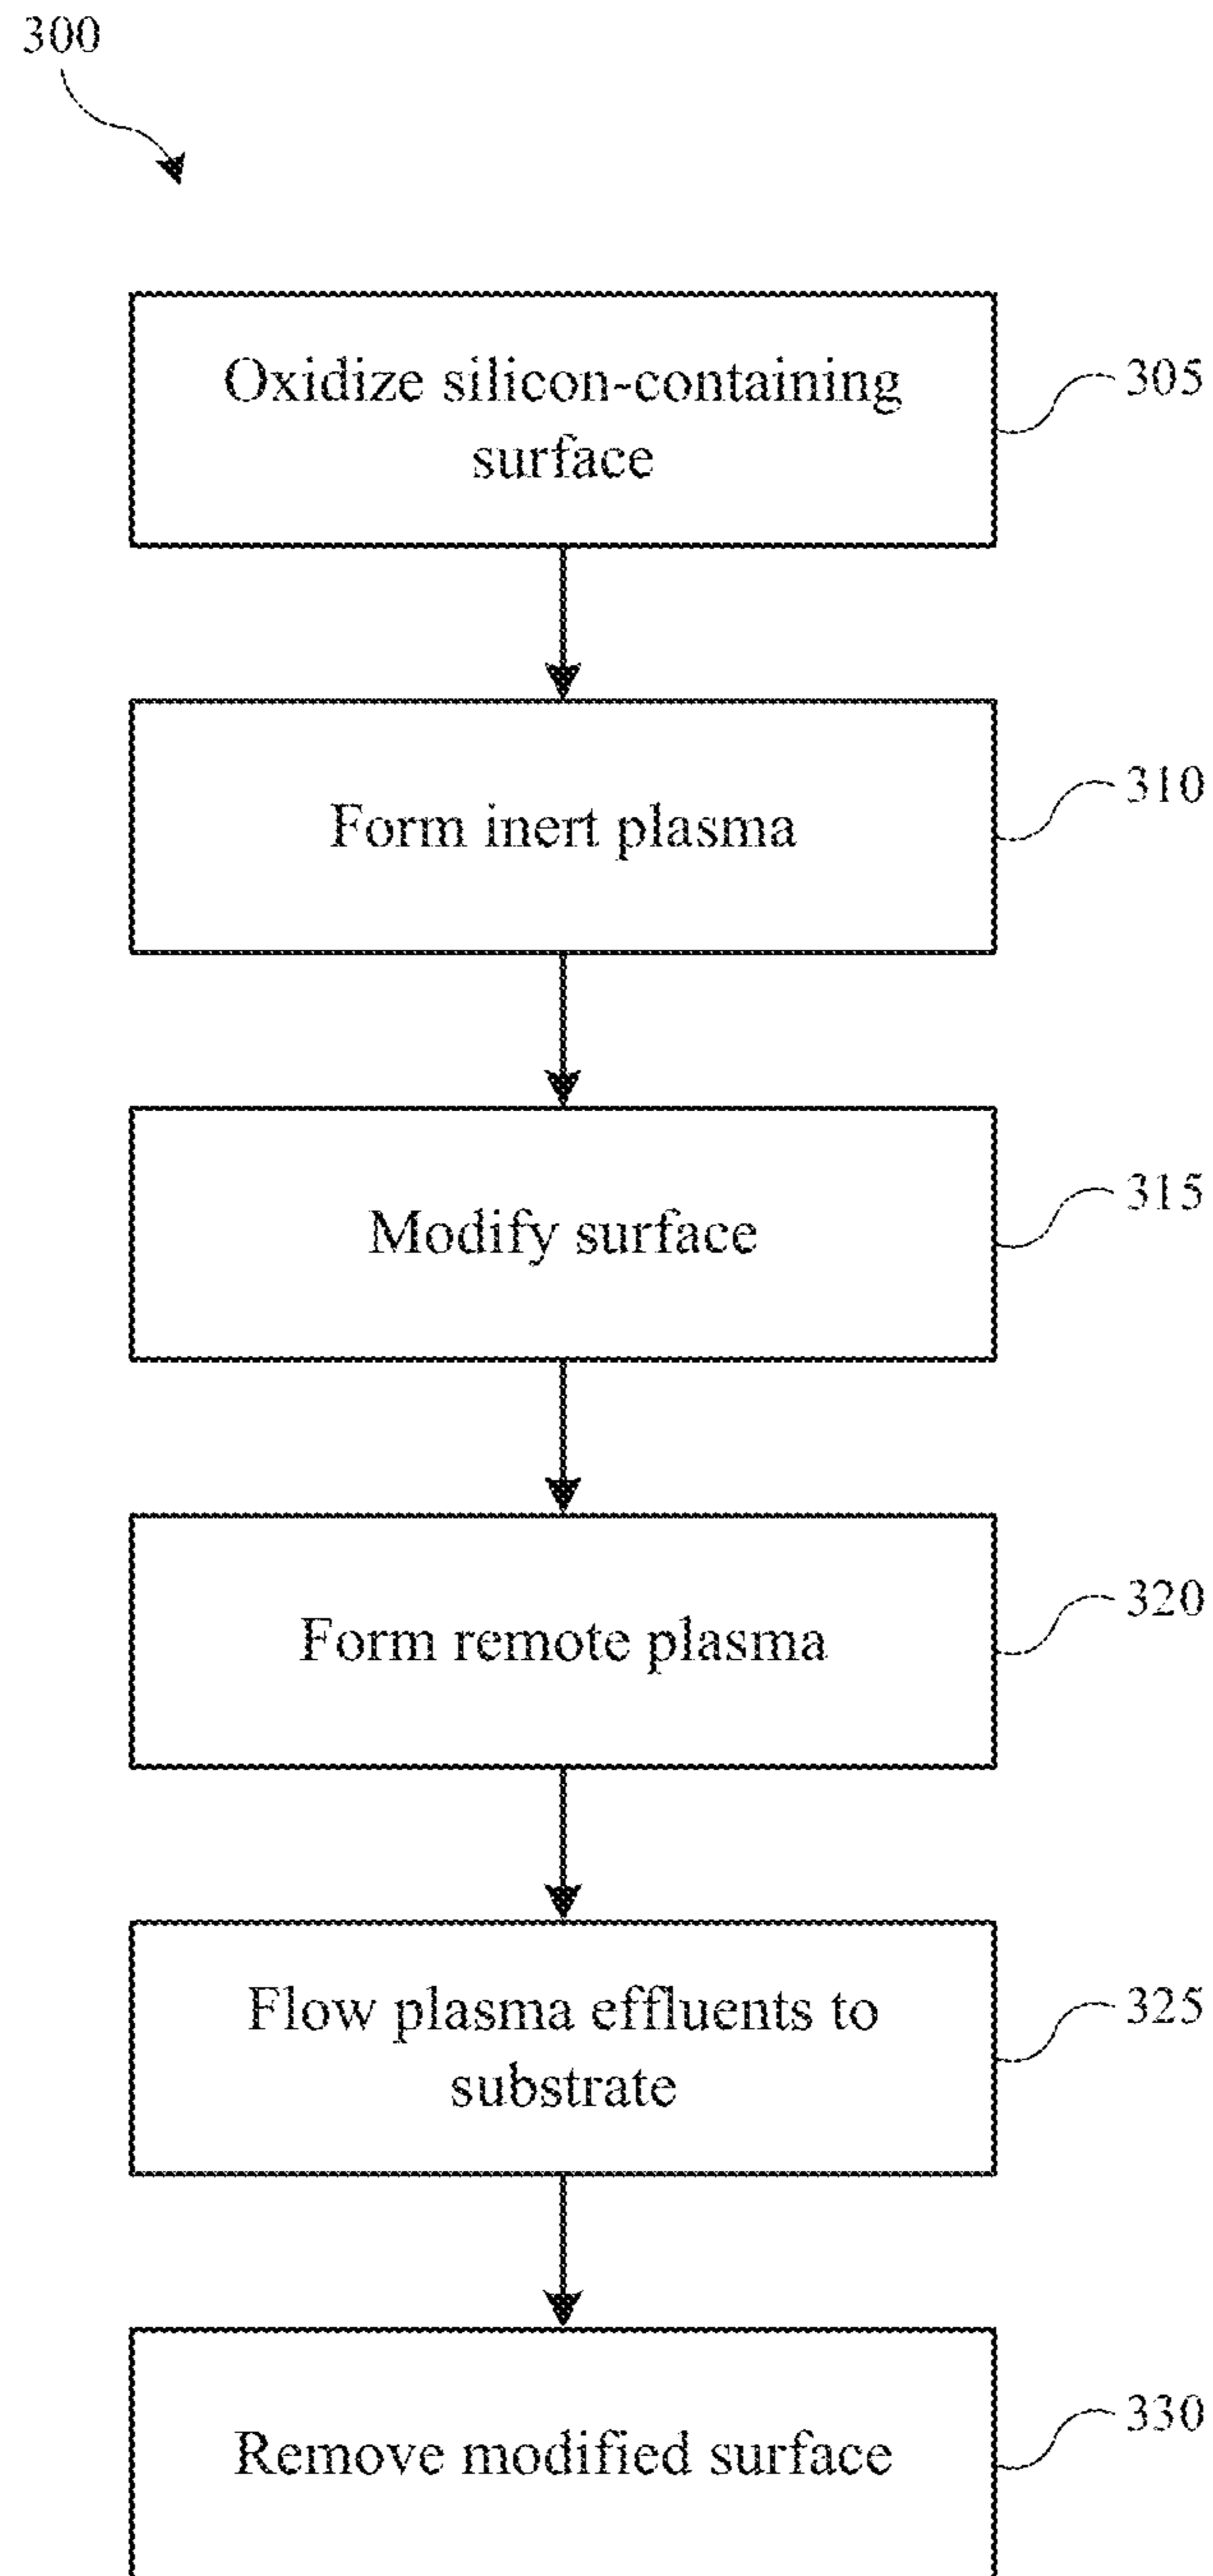 300
Oxidize silicon-containing
surface
305
Form inert plasma
310
Modify surface
315
Form remote plasma
320
Flow plasma effluents to
substrate
325
Remove modified surface
330